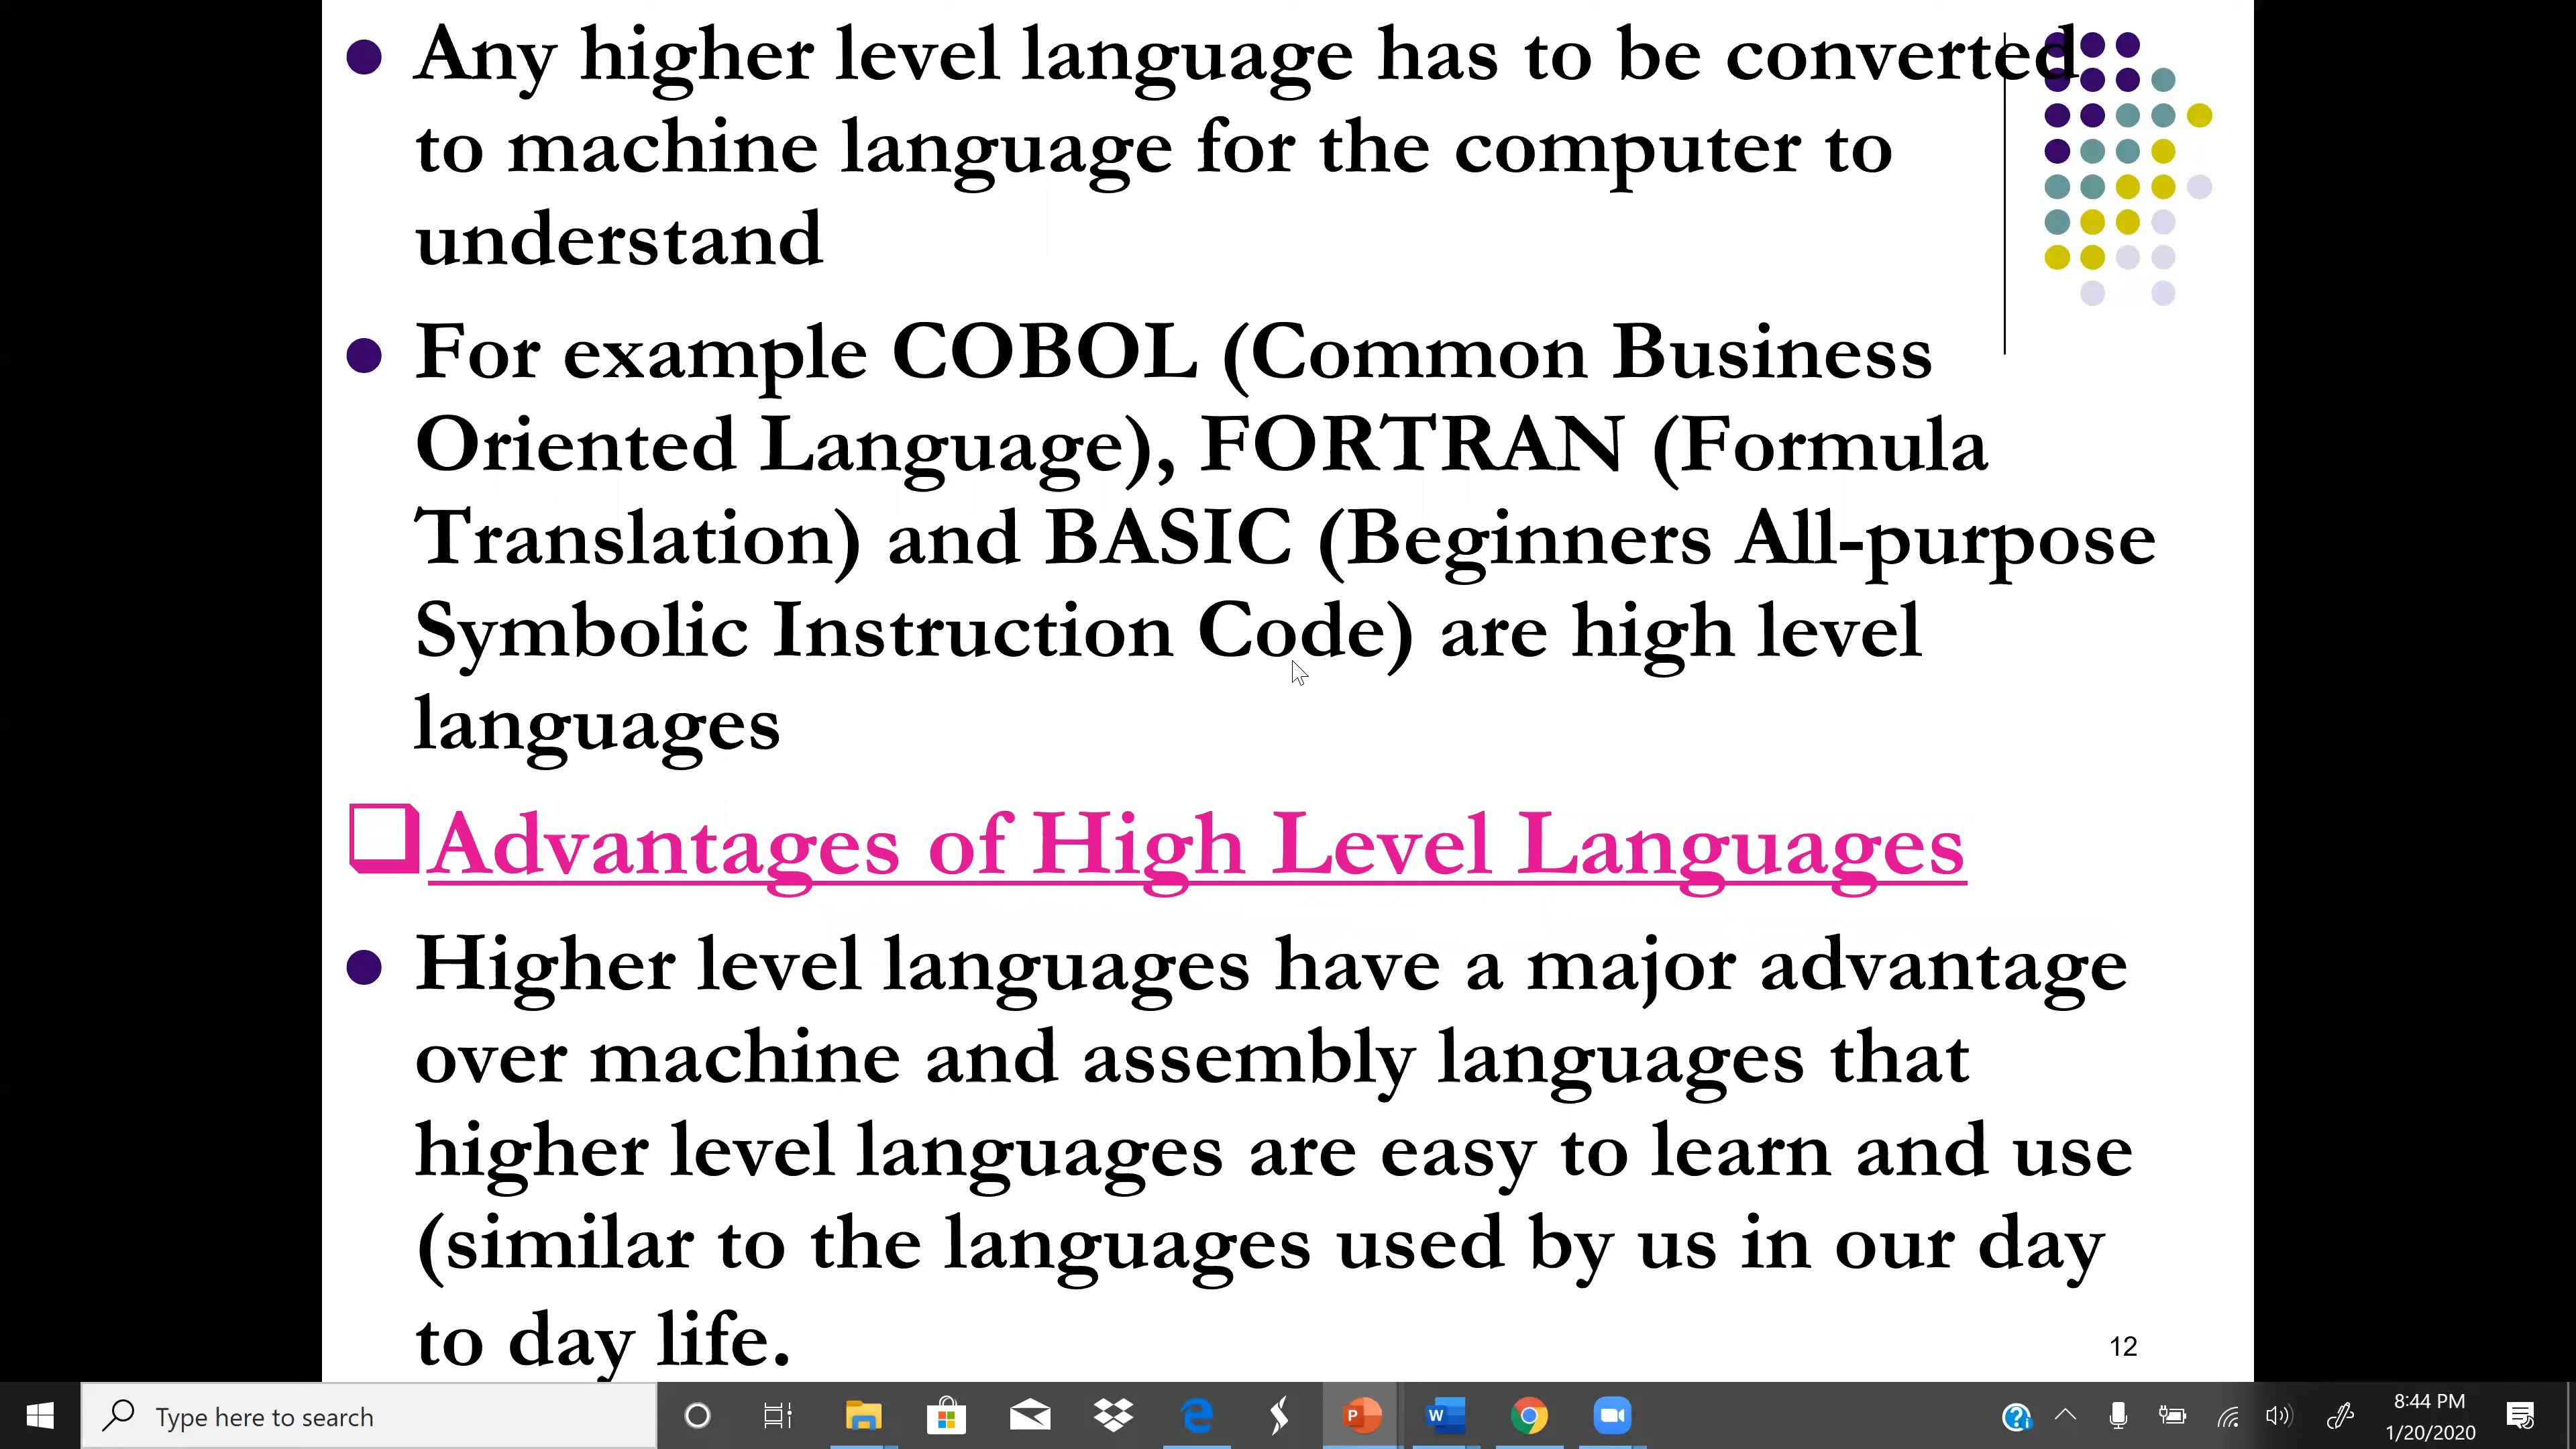 Any higher level language has to be converted
to machine language for the computer to
understand
For example COBOL (Common Business
Oriented Language), FORTRAN (Formula
Translation) and BASIC (Beginners All-purpose
Symbolic Instruction Code) are high level
languages
Advantages of High Level Languages
Higher level languages have a major advantage
over machine and assembly languages that
higher level languages are easy to learn and use
(similar to the languages used by us in our day
to day life.
12
Type here to search
8:44 PM
1/20/2020